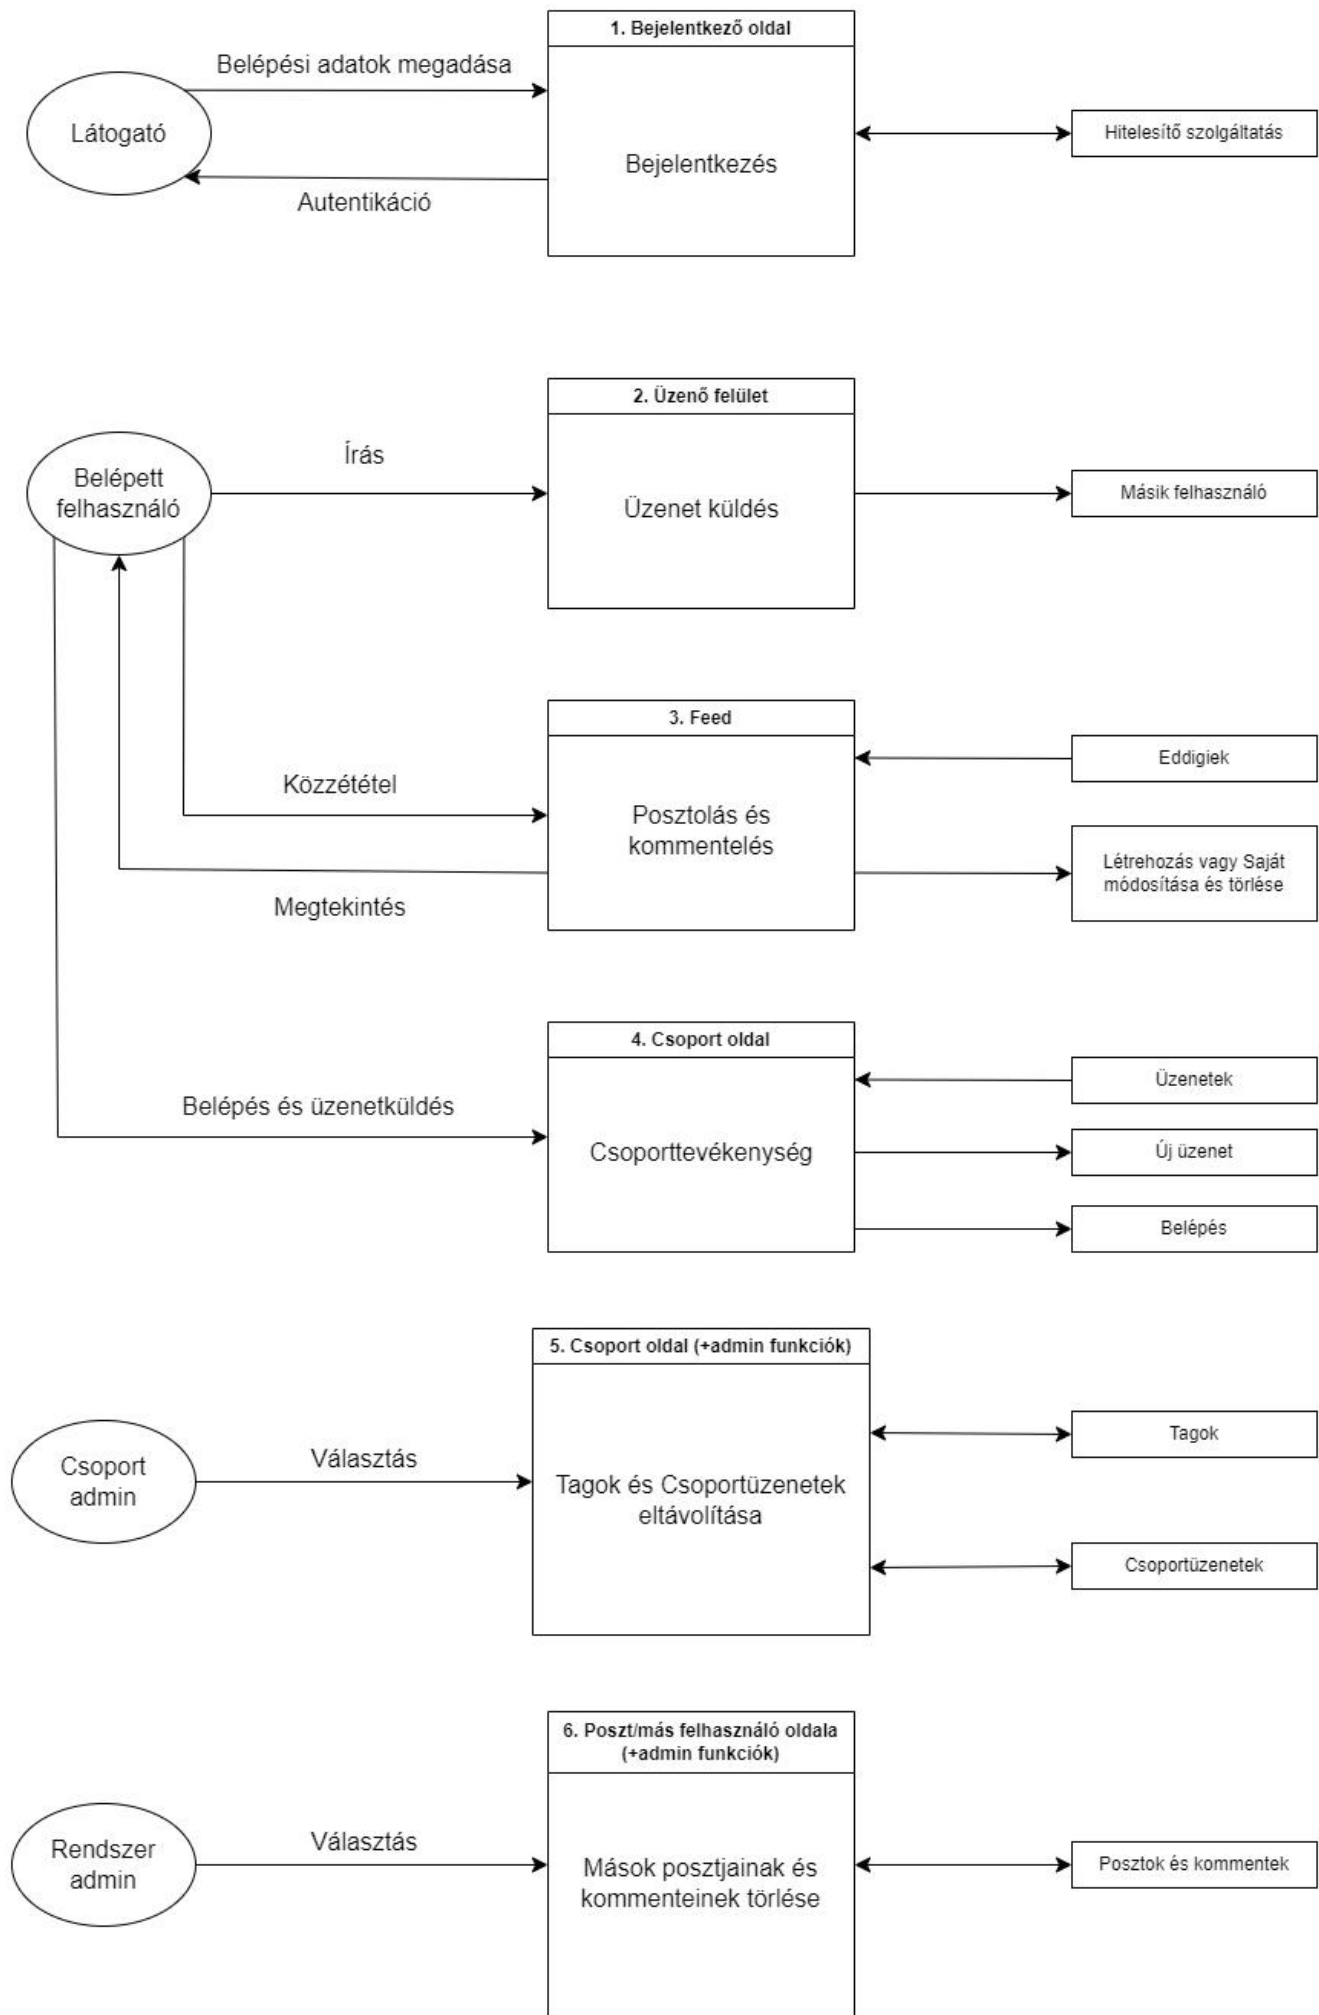 1. Bejelentkező oldal
Belépési adatok megadása
Látogató
Hitelesítő szolgáltatás
Bejelentkezés
Autentikáció
2. Üzenő felület
Írás
Belépett
felhasználó
Üzenet küldés
Másik felhasználó
3. Feed
Eddigiek
Közzététel
Posztolás és
kommentelés
Létrehozás vagy Saját
módosítása és törlése
Megtekintés
4. Csoport oldal
Üzenetek
Belépés és üzenetküldés
Csoporttevékenység
Új üzenet
Belépés
5. Csoport oldal (+admin funkciók)
Tagok
Csoport
admin
Választás
Tagok és Csoportüzenetek
eltávolítása
Csoportüzenetek
6. Poszt/más felhasználó oldala
(+admin funkciók)
Rendszer
admin
Választás
Mások posztjainak és
kommenteinek törlése
Posztok és kommentek